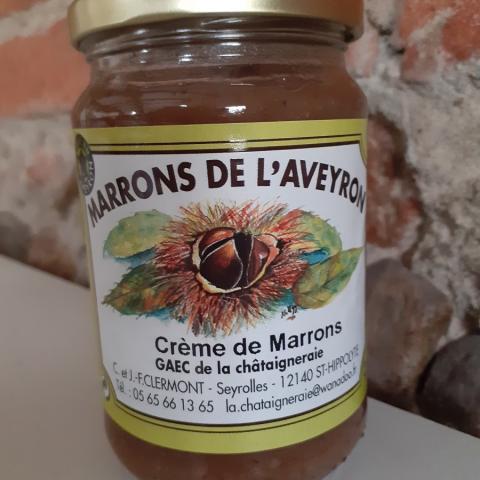 MARRONS DE L'AVEYRON
Crème de Marrons
GAEC de la châtaigneraie
C. et J.-F.CLERMONT - Seyrolles - 12140 ST-HIPPOLYTE
Tél. : 05 65 66 13 65 la.chataigneraie@wanadoo.fr